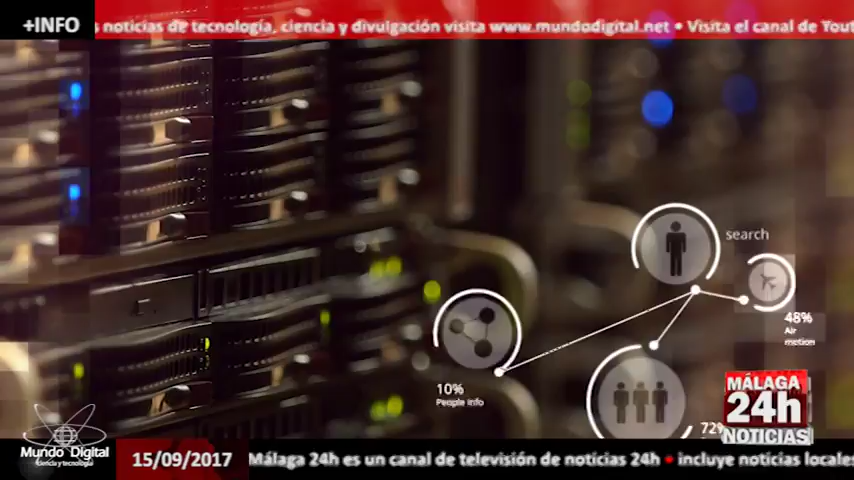 +INFO
noticias de tecnología, ciencia y divulgación visita www.mundodigital.net • Visita el canal de Yout
search
48%
Air
motion
10%
People info
72%
MÁLAGA
24h
NOTICIAS
Mundo Digital
ciencia y tecnología
15/09/2017
Málaga 24h es un canal de televisión de noticias 24h • incluye noticias locales